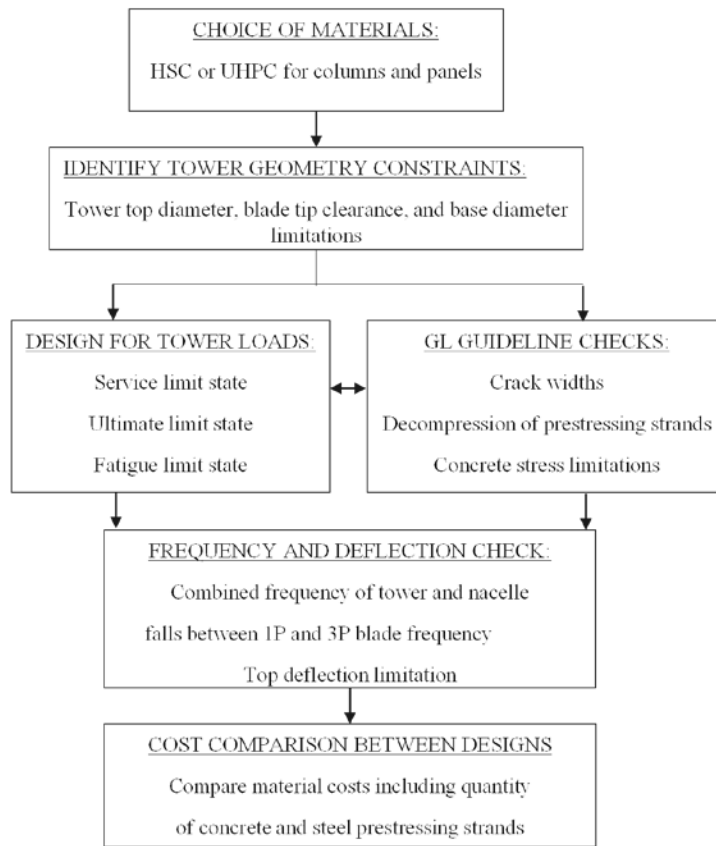 CHOICE OF MATERIALS:
HSC or UHPC for columns and panels
IDENTIFY TOWER GEOMETRY CONSTRAINTS:
Tower top diameter, blade tip clearance, and base diameter
limitations
DESIGN FOR TOWER LOADS:
Service limit state
Ultimate limit state
Fatigue limit state
GL GUIDELINE CHECKS:
Crack widths
Decompression of prestressing strands
Concrete stress limitations
FREQUENCY AND DEFLECTION CHECK:
Combined frequency of tower and nacelle
falls between 1P and 3P blade frequency
Top deflection limitation
COST COMPARISON BETWEEN DESIGNS
Compare material costs including quantity
of concrete and steel prestressing strands